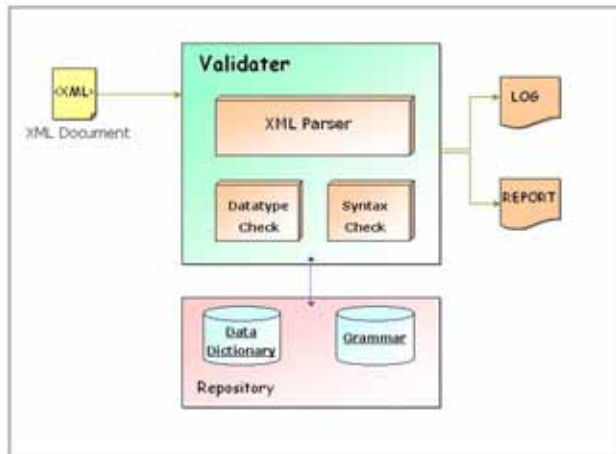 Validater
<XML>
XML Document
XML Parser
Datatype
Check
Syntax
Check
LOG
REPORT
Data
Dictionary
Grammar
Repository